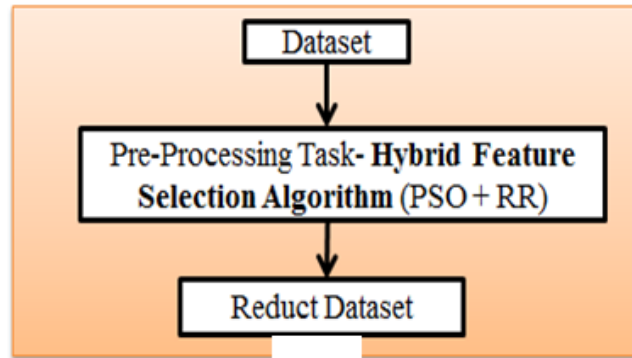 Dataset
Pre-Processing Task- Hybrid Feature
Selection Algorithm (PSO + RR)
Reduct Dataset